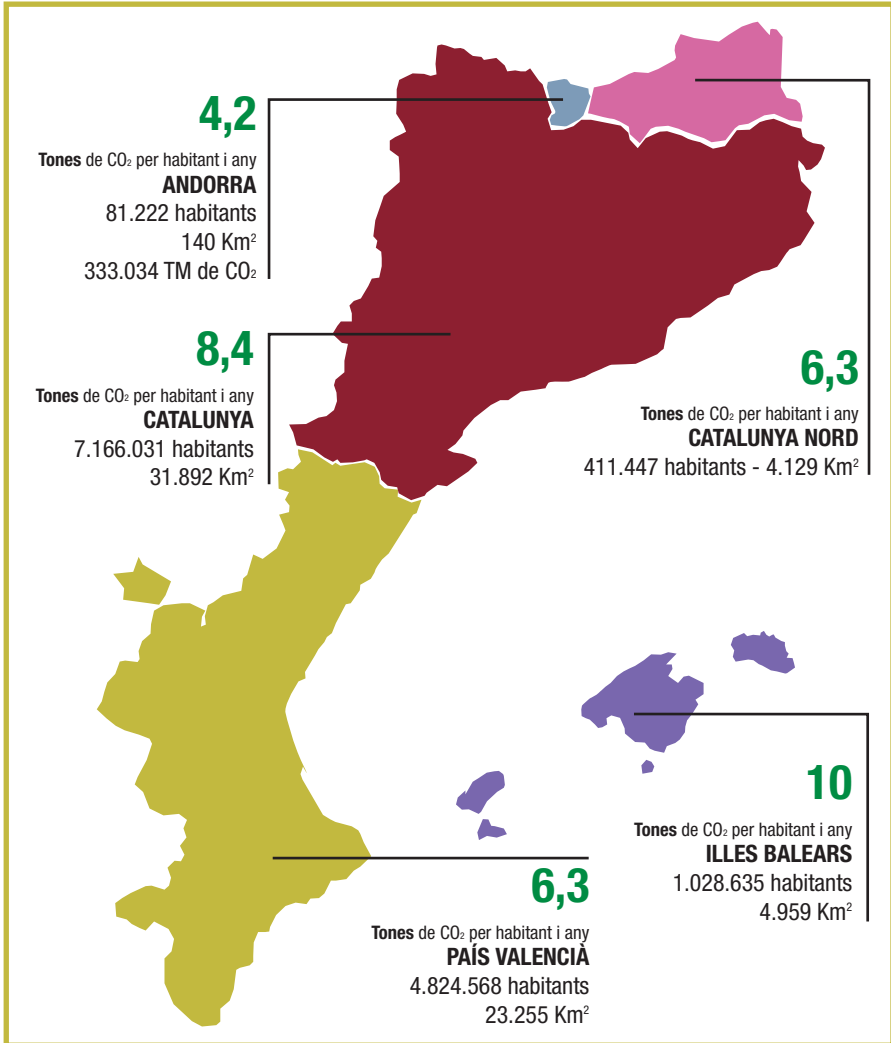 4,2
Tones de CO₂ per habitant i any
ANDORRA
81.222 habitants
140 Km²
333.034 TM de CO₂
8,4
Tones de CO₂ per habitant i any
CATALUNYA
7.166.031 habitants
31.892 Km²
6,3
Tones de CO₂ per habitant i any
CATALUNYA NORD
411.447 habitants - 4.129 Km²
10
Tones de CO₂ per habitant i any
ILLES BALEARS
1.028.635 habitants
4.959 Km²
6,3
Tones de CO₂ per habitant i any
PAÍS VALENCIÀ
4.824.568 habitants
23.255 Km²